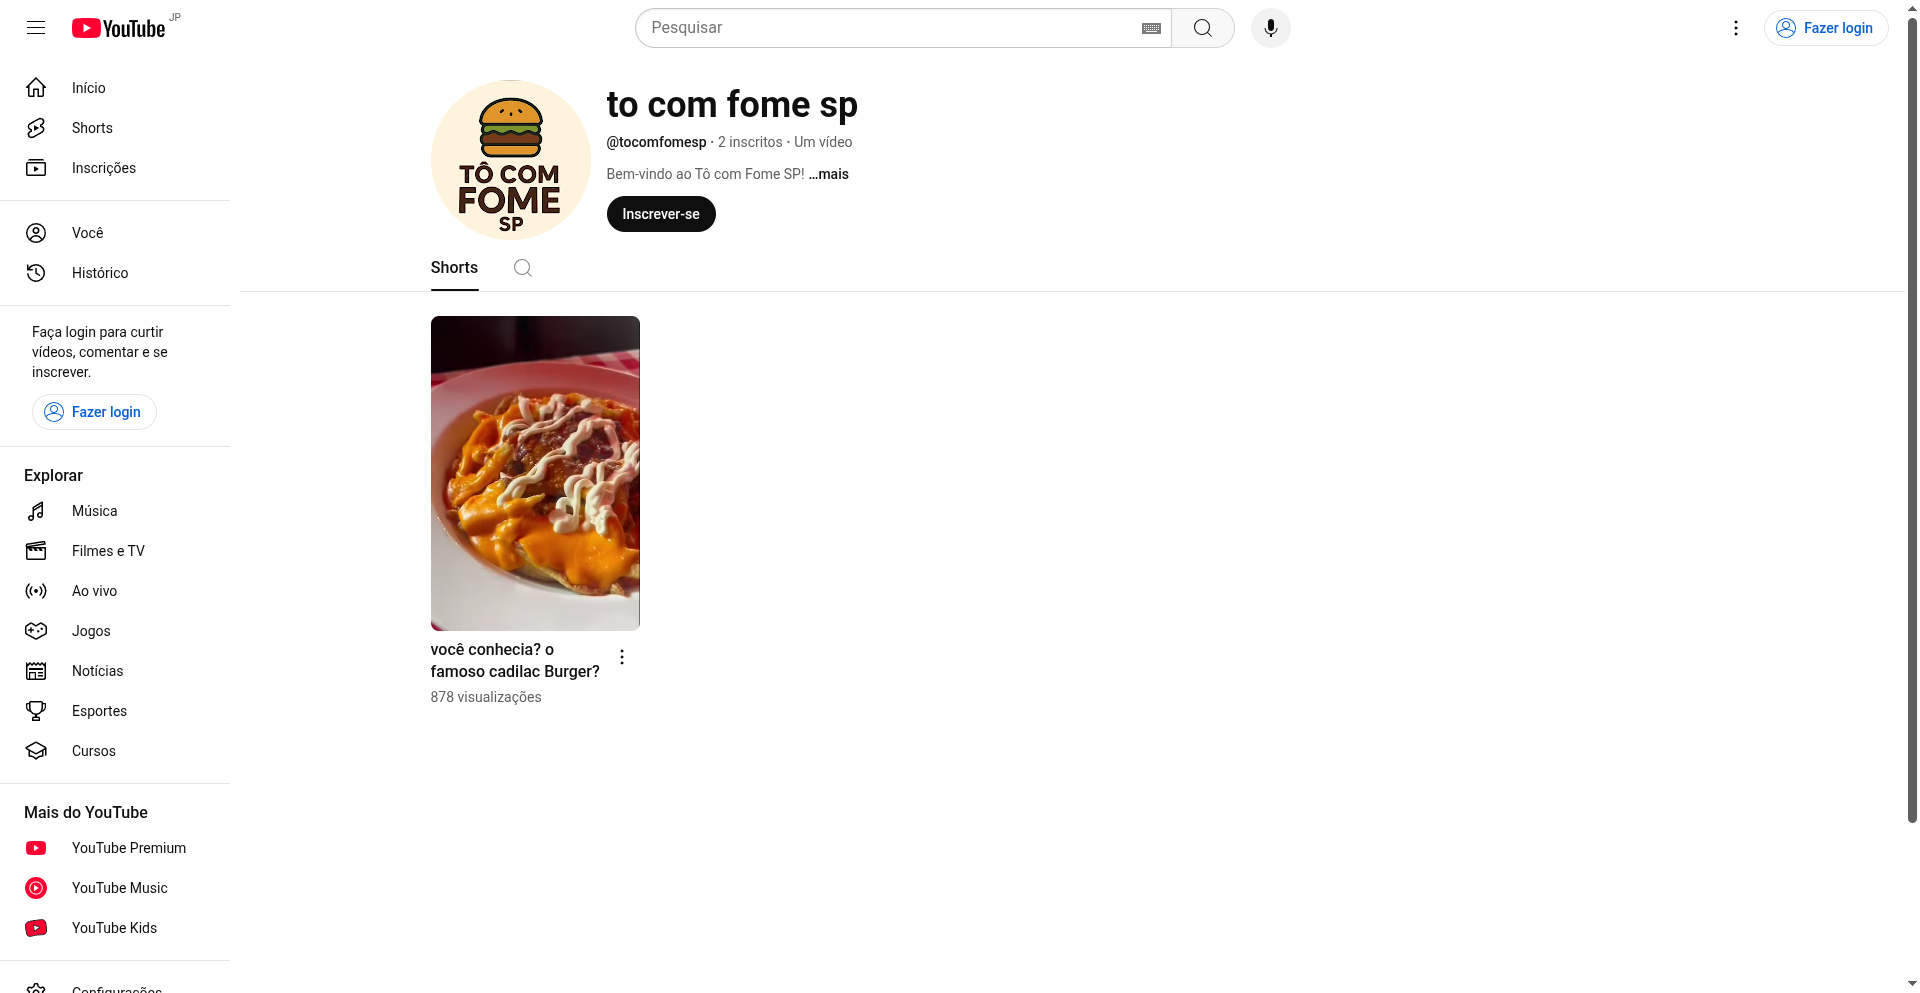 YouTube JP
Pesquisar
Fazer login
Início
Shorts
Inscrições
Você
Histórico
Faça login para curtir
vídeos, comentar e se
inscrever.
Fazer login
Explorar
Música
Filmes e TV
Ao vivo
Jogos
Notícias
Esportes
Cursos
Mais do YouTube
YouTube Premium
YouTube Music
YouTube Kids
Configurações
TÔ COM
FOME
SP
to com fome sp
@tocomfomesp · 2 inscritos · Um vídeo
Bem-vindo ao Tô com Fome SP! ...mais
Inscrever-se
Shorts
você conhecia? o
famoso cadilac Burger?
878 visualizações